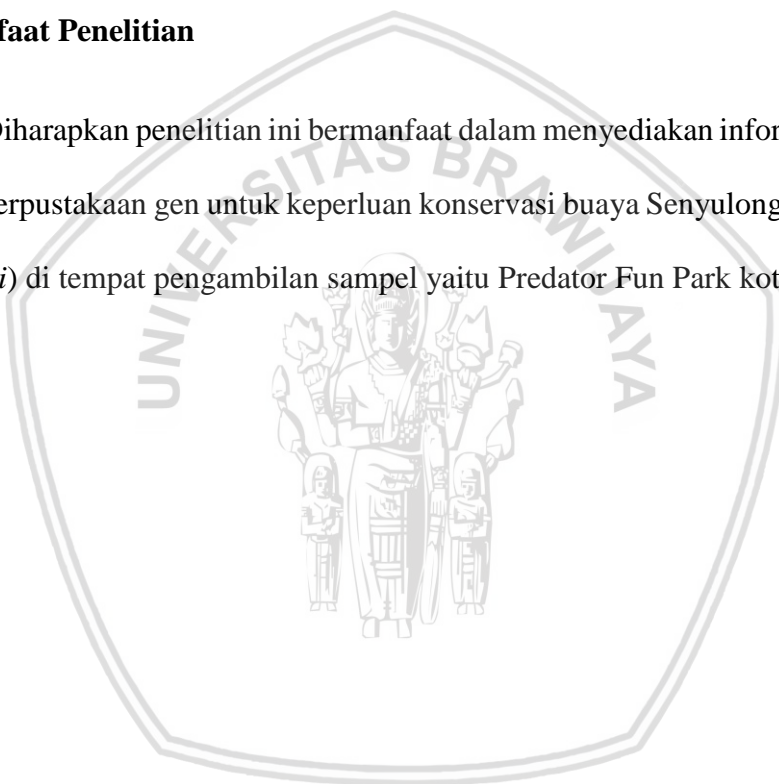 faat Penelitian
Diharapkan penelitian ini bermanfaat dalam menyediakan infor
erpustakaan gen untuk keperluan konservasi buaya Senyulong
i) di tempat pengambilan sampel yaitu Predator Fun Park kot
UNIVERSITAS BRAWIJAYA